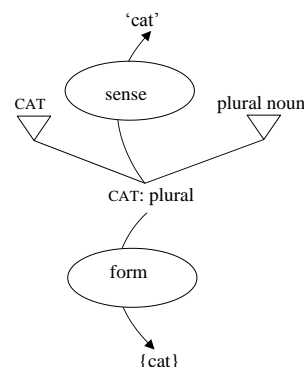 ‘cat’
CAT
sense
plural noun
CAT: plural
form
{cat}